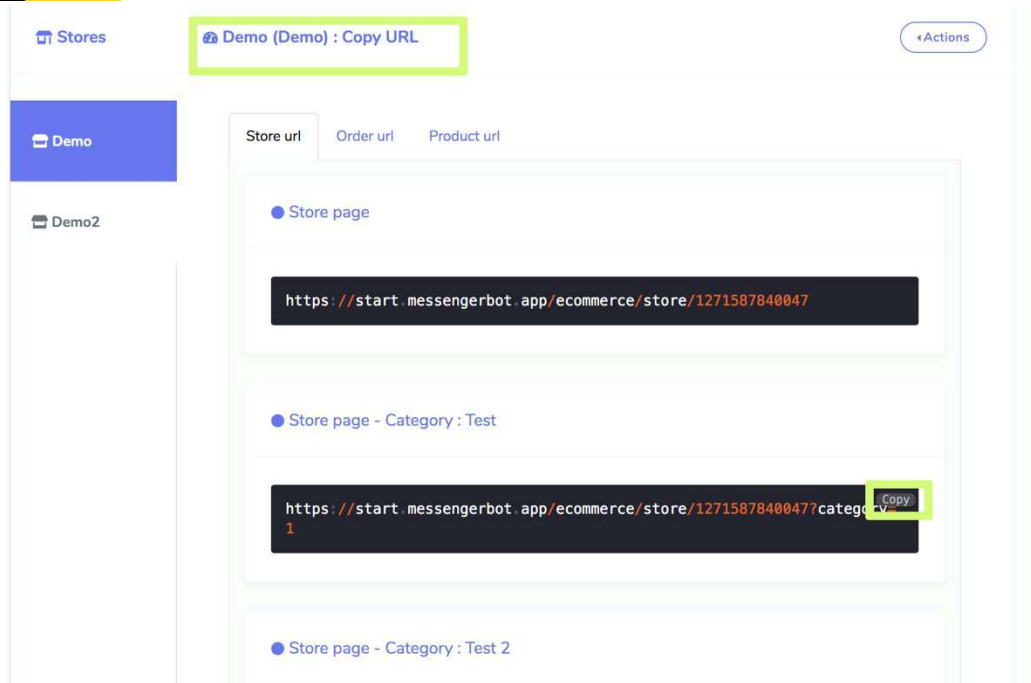 Stores
Demo (Demo) : Copy URL
Actions
Demo
Demo2
Store url
Order url
Product url
Store page
https://start.messengerbot.app/ecommerce/store/1271587840047
Store page - Category : Test
Copy
https://start.messengerbot.app/ecommerce/store/1271587840047?category=
1
Store page - Category : Test 2